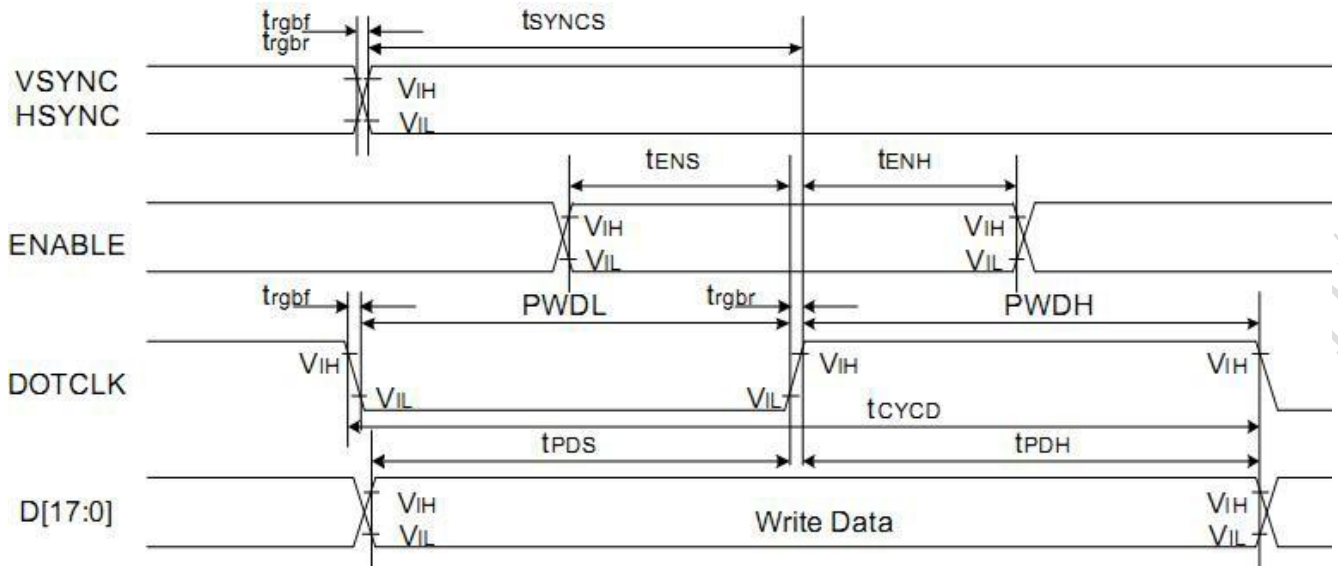 trgbf
trgbr
tSYNCS
VSYNC
HSYNC
VIH
VIL
tENS
tENH
ENABLE
VIH
VIL
VIH
VIL
trgbf
PWDL
trgbr
PWDH
DOTCLK
VIH
VIL
VIL
VIH
VIH
tCYCD
tPDS
tPDH
D[17:0]
VIH
VIL
Write Data
VIH
VIL